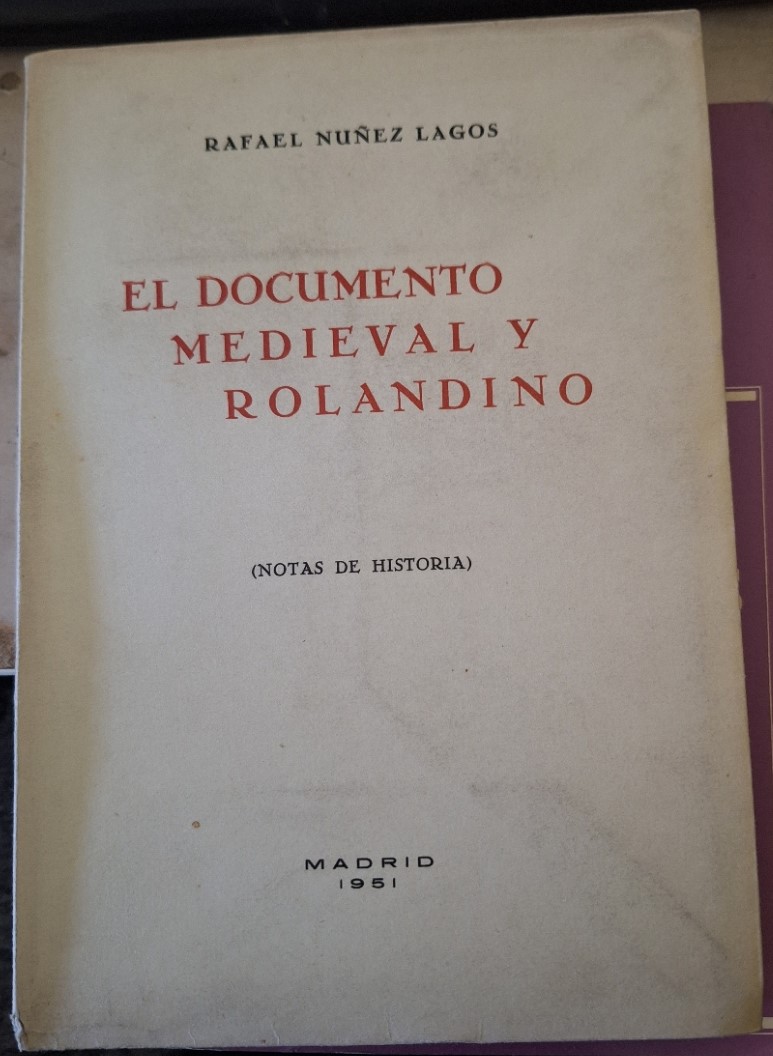 RAFAEL NUÑEZ LAGOS
EL DOCUMENTO
MEDIEVAL Y
ROLANDINO
(NOTAS DE HISTORIA)
MADRID
1951